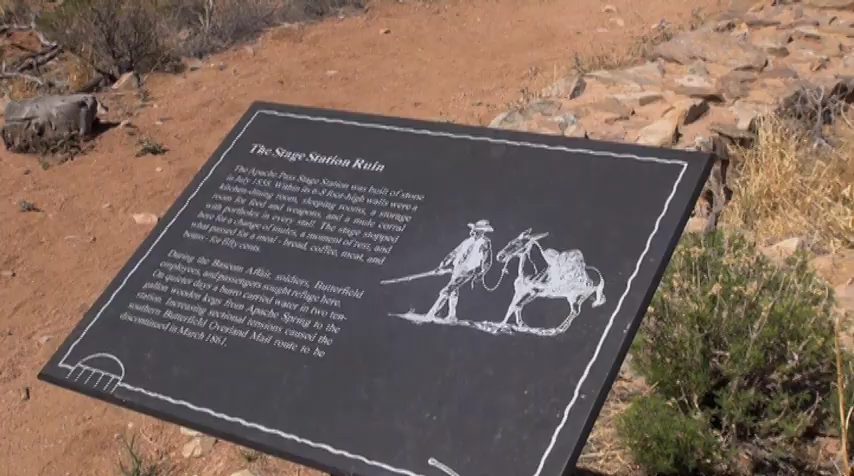 The Stage Station Ruin
The Apache Pass Stage Station was built of stone
in July 1858. Within its 6-8 foot-high walls were a
kitchen-dining room, sleeping rooms, a storage
room for feed and weapons, and a mule corral
with portholes in every stall. The stage stopped
here for a change of mules, a moment of rest, and
what passed for a meal - bread, coffee, meat, and
beans - for fifty cents.
During the Bascom Affair, soldiers, Butterfield
employees, and passengers sought refuge here.
On quieter days a burro carried water in two ten-
gallon wooden kegs from Apache Spring to the
station. Increasing sectional tensions caused the
southern Butterfield Overland Mail route to be
discontinued in March 1861.